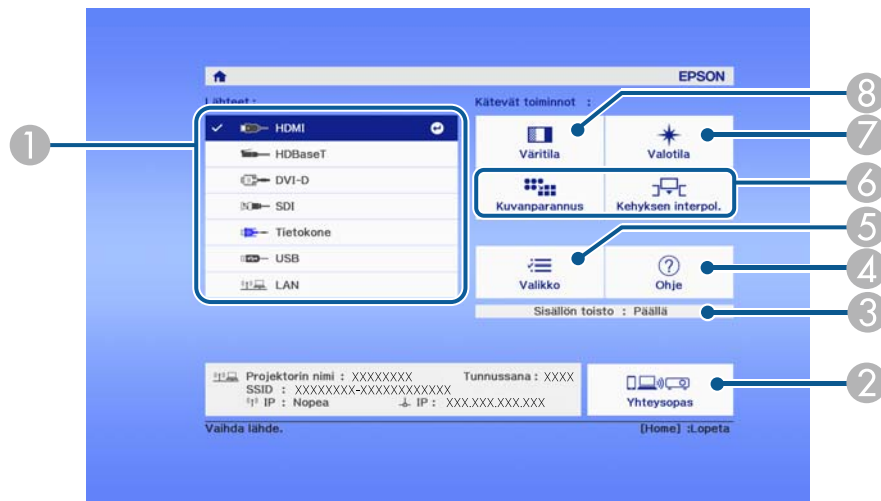 EPSON
Lähteet :
Kätevät toiminnot :
HDMI
HDBaseT
DVI-D
SDI
Tietokone
USB
LAN
Väritila
Valotila
Kuvanparannus
Kehyksen interpol.
Valikko
Ohje
Sisällön toisto : Päällä
Projektorin nimi : XXXXXXXX
Tunnussana : XXXX
SSID : XXXXXXXX-XXXXXXXXXXXX
IP : Nopea
IP : XXX.XXX.XXX.XXX
Yhteysopas
Vaihda lähde.
[Home] :Lopeta
1
8
7
6
5
4
3
2